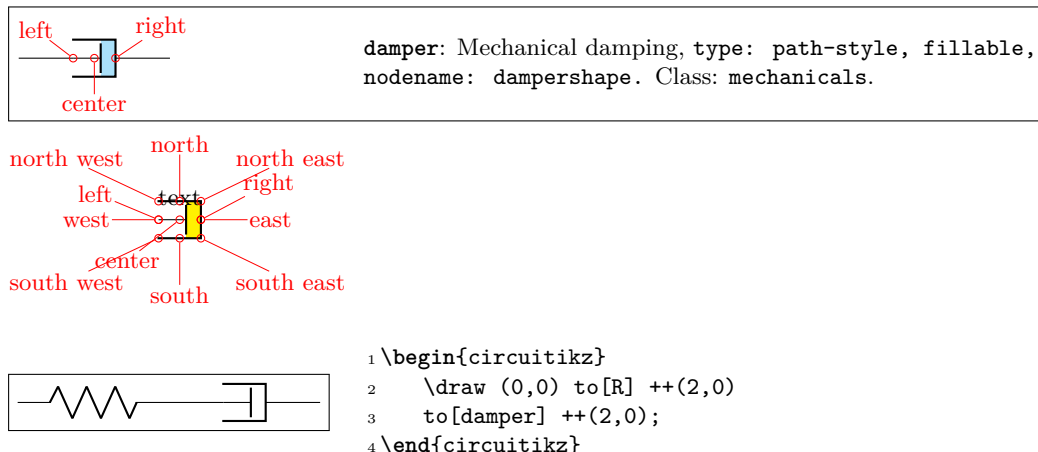 left
right
center
damper: Mechanical damping, type: path-style, fillable,
nodename: dampershape. Class: mechanicals.
north west north north east
text right
left
west east
center
south west south south east
1 \begin{circuitikz}
2 \draw (0,0) to[R] ++(2,0)
3 to[damper] ++(2,0);
4 \end{circuitikz}